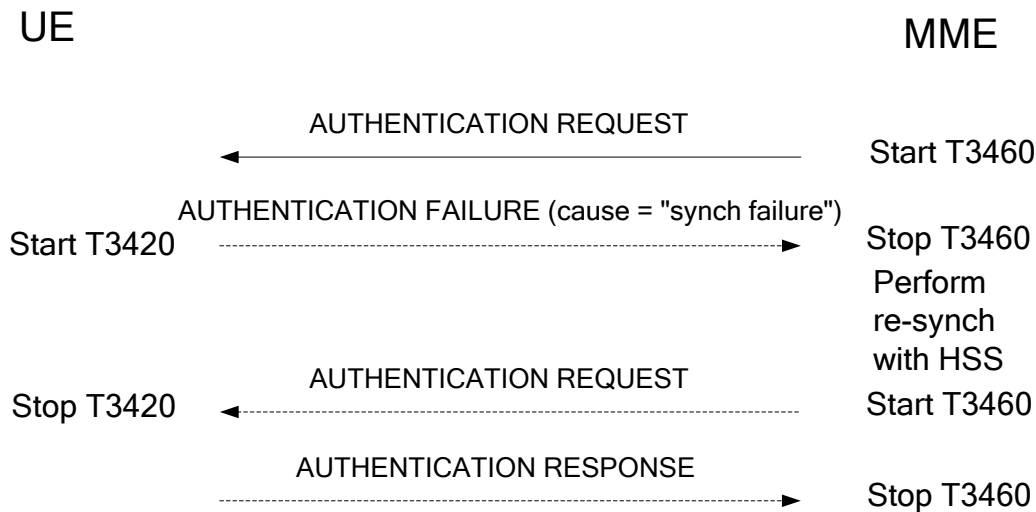 UE
MME
AUTHENTICATION REQUEST
Start T3460
AUTHENTICATION FAILURE (cause = "synch failure")
Start T3420
Stop T3460
Perform
re-synch
with HSS
AUTHENTICATION REQUEST
Stop T3420
Start T3460
AUTHENTICATION RESPONSE
Stop T3460